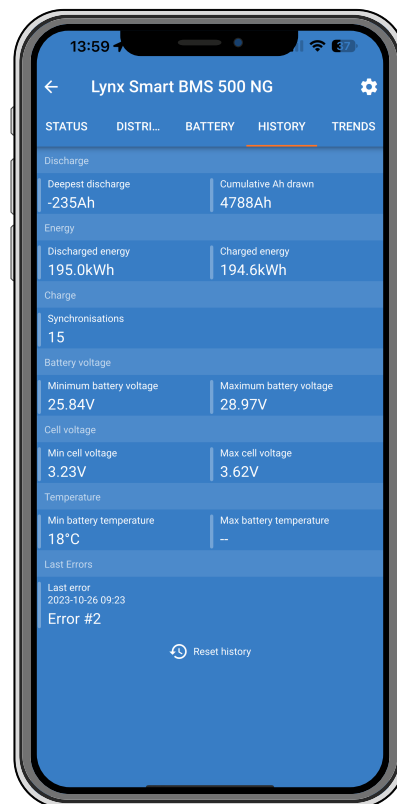 13:59
37
Lynx Smart BMS 500 NG
STATUS DISTRI... BATTERY HISTORY TRENDS
Discharge
Deepest discharge Cumulative Ah drawn
-235Ah 4788Ah
Energy
Discharged energy Charged energy
195.0kWh 194.6kWh
Charge
Synchronisations
15
Battery voltage
Minimum battery voltage Maximum battery voltage
25.84V 28.97V
Cell voltage
Min cell voltage Max cell voltage
3.23V 3.62V
Temperature
Min battery temperature Max battery temperature
18°C --
Last Errors
Last error
2023-10-26 09:23
Error #2
Reset history